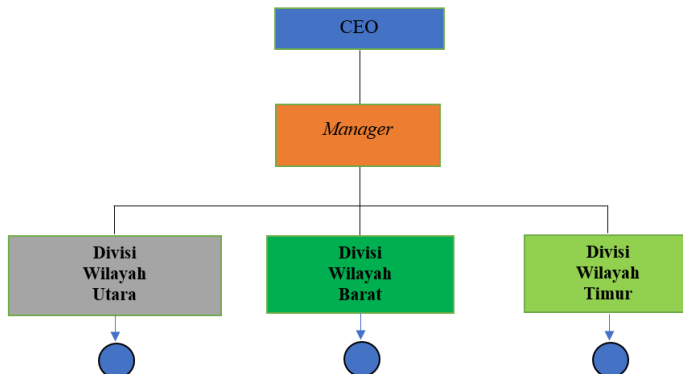 CEO
Manager
Divisi
Wilayah
Utara
Divisi
Wilayah
Barat
Divisi
Wilayah
Timur